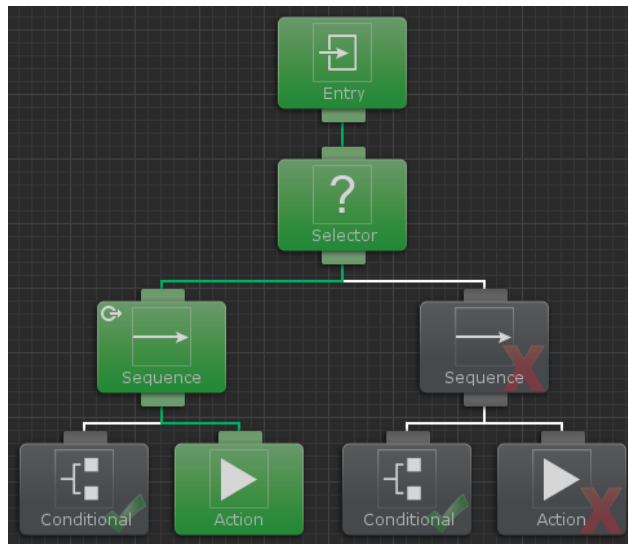 Entry
?
Selector
Sequence
Sequence
Conditional
Action
Conditional
Action